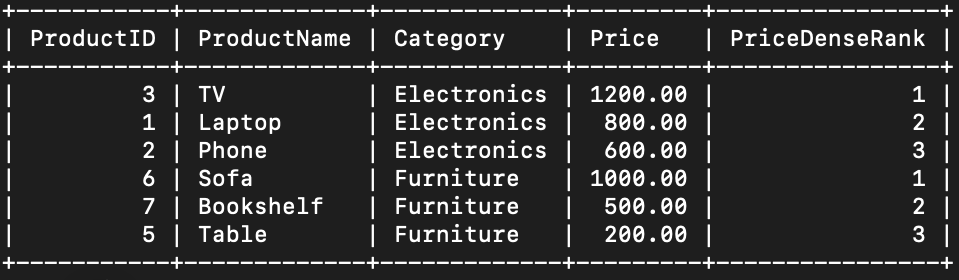 +-----------+-------------+-------------+---------+----------------+
| ProductID | ProductName | Category    | Price   | PriceDenseRank |
+-----------+-------------+-------------+---------+----------------+
|         3 | TV          | Electronics | 1200.00 |              1 |
|         1 | Laptop      | Electronics |  800.00 |              2 |
|         2 | Phone       | Electronics |  600.00 |              3 |
|         6 | Sofa        | Furniture   | 1000.00 |              1 |
|         7 | Bookshelf   | Furniture   |  500.00 |              2 |
|         5 | Table       | Furniture   |  200.00 |              3 |
+-----------+-------------+-------------+---------+----------------+